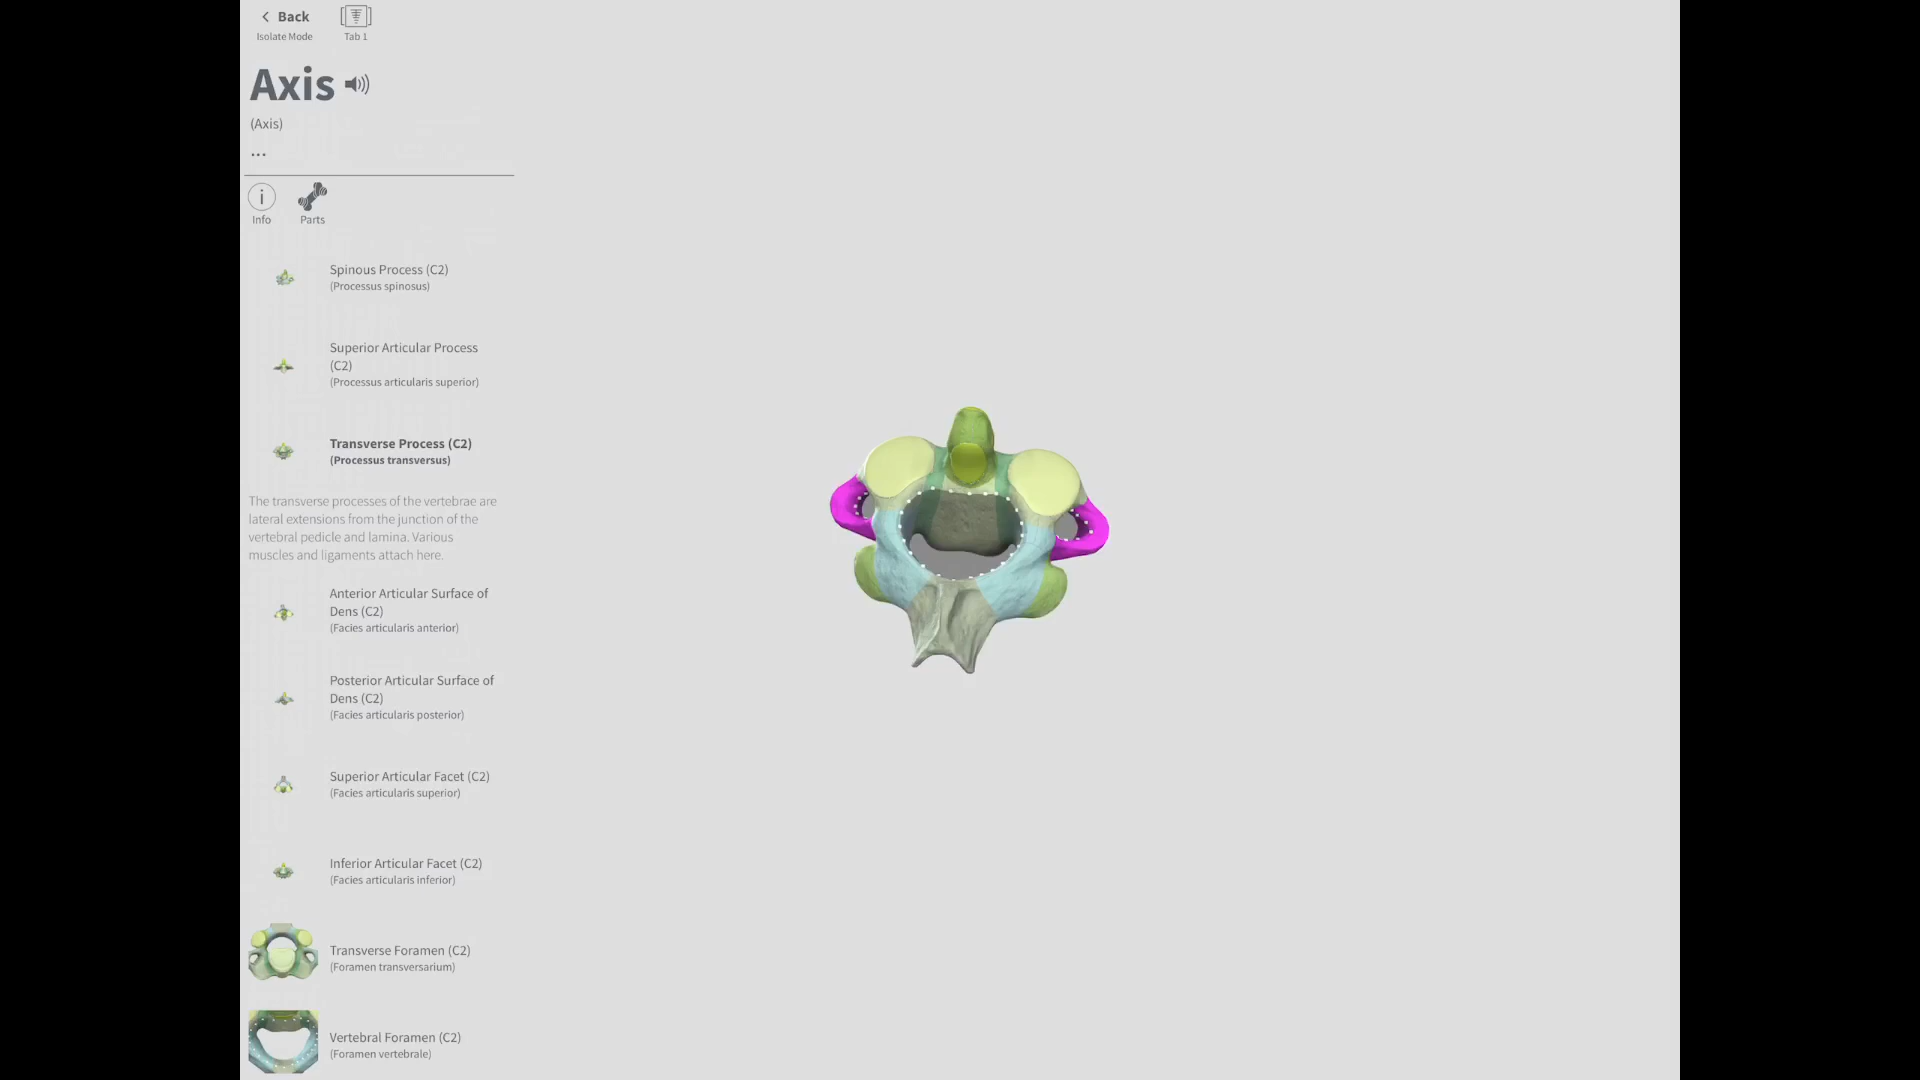 Back
Isolate Mode
Tab 1
Axis
(Axis)
...
i
Info
Parts
Spinous Process (C2)
(Processus spinosus)
Superior Articular Process
(C2)
(Processus articularis superior)
Transverse Process (C2)
(Processus transversus)
The transverse processes of the vertebrae are
lateral extensions from the junction of the
vertebral pedicle and lamina. Various
muscles and ligaments attach here.
Anterior Articular Surface of
Dens (C2)
(Facies articularis anterior)
Posterior Articular Surface of
Dens (C2)
(Facies articularis posterior)
Superior Articular Facet (C2)
(Facies articularis superior)
Inferior Articular Facet (C2)
(Facies articularis inferior)
Transverse Foramen (C2)
(Foramen transversarium)
Vertebral Foramen (C2)
(Foramen vertebrale)